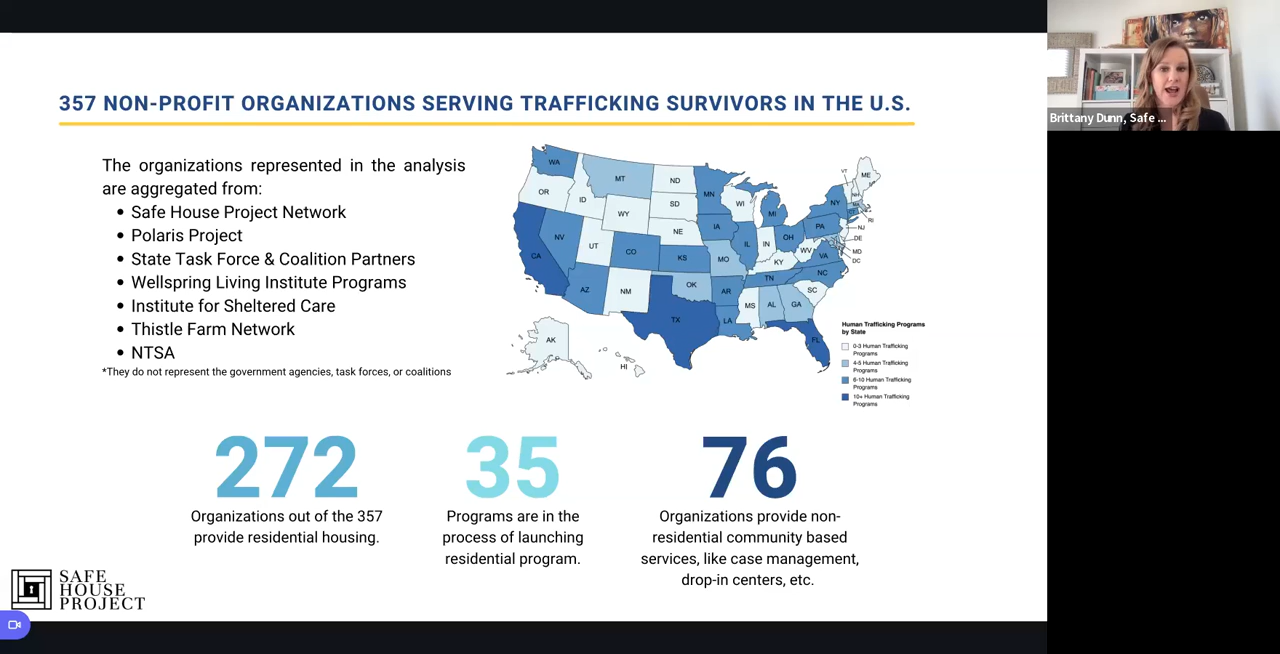 357 NON-PROFIT ORGANIZATIONS SERVING TRAFFICKING SURVIVORS IN THE U.S.
Brittany Dunn, Safe ...
The organizations represented in the analysis
are aggregated from:
• Safe House Project Network
• Polaris Project
• State Task Force & Coalition Partners
• Wellspring Living Institute Programs
• Institute for Sheltered Care
• Thistle Farm Network
• NTSA
*They do not represent the government agencies, task forces, or coalitions
WA
OR
CA
NV
ID
MT
WY
UT
AZ
CO
NM
ND
SD
NE
KS
OK
TX
MN
IA
MO
AR
LA
WI
IL
MI
IN
OH
KY
TN
MS
AL
GA
FL
SC
NC
VA
WV
PA
NY
VT
ME
NH
RI
NJ
DE
MD
DC
AK
HI
Human Trafficking Programs
by State
0-3 Human Trafficking
Programs
4-5 Human Trafficking
Programs
6-10 Human Trafficking
Programs
10+ Human Trafficking
Programs
272
Organizations out of the 357
provide residential housing.
35
Programs are in the
process of launching
residential program.
76
Organizations provide non-
residential community based
services, like case management,
drop-in centers, etc.
SAFE
HOUSE
PROJECT